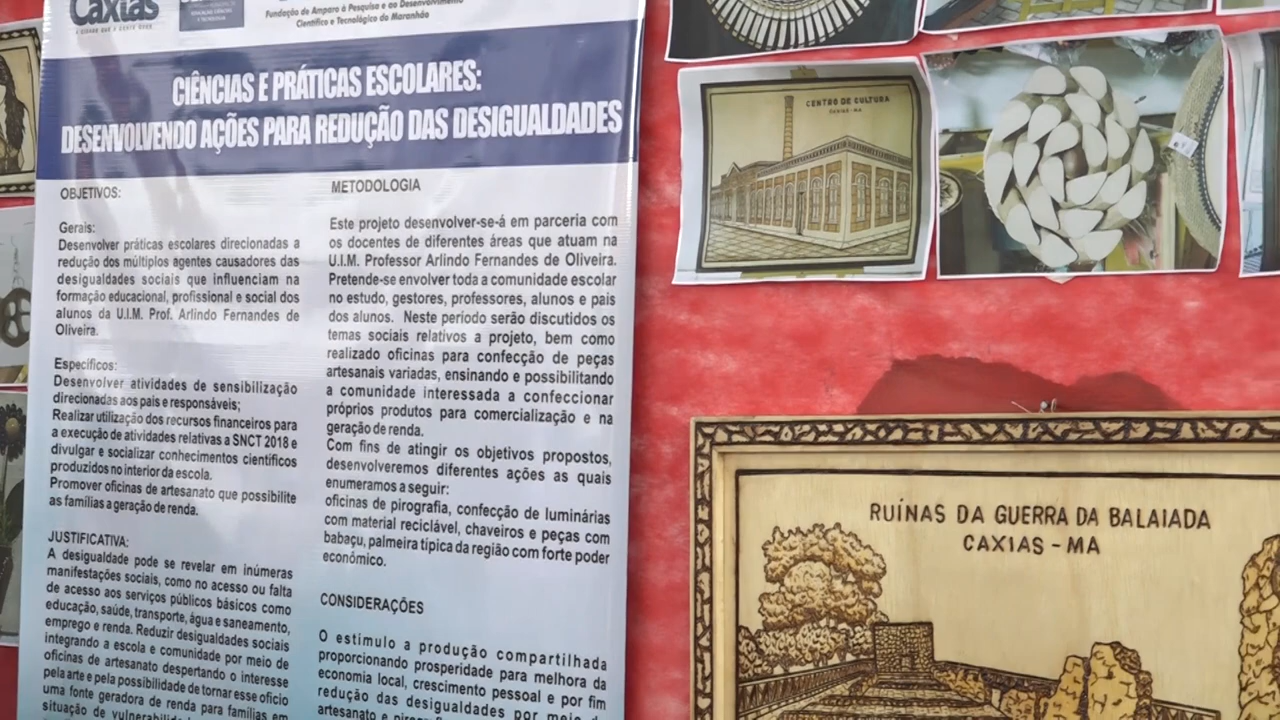 Caxias
A CIDADE QUE A GENTE QUER
Fundação de Amparo à Pesquisa e ao Desenvolvimento
Científico e Tecnológico do Maranhão
CIÊNCIAS E PRÁTICAS ESCOLARES:
DESENVOLVENDO AÇÕES PARA REDUÇÃO DAS DESIGUALDADES
OBJETIVOS:
Gerais:
Desenvolver práticas escolares direcionadas a
redução dos múltiplos agentes causadores das
desigualdades sociais que influenciam na
formação educacional, profissional e social dos
alunos da U.I.M. Prof. Arlindo Fernandes de
Oliveira.
Específicos:
Desenvolver atividades de sensibilização
direcionadas aos pais e responsáveis;
Realizar utilização dos recursos financeiros para
a execução de atividades relativas a SNCT 2018 e
divulgar e socializar conhecimentos científicos
produzidos no interior da escola.
Promover oficinas de artesanato que possibilite
as famílias a geração de renda.
JUSTIFICATIVA:
A desigualdade pode se revelar em inúmeras
manifestações sociais, como no acesso ou falta
de acesso aos serviços públicos básicos como
educação, saúde, transporte, água e saneamento,
emprego e renda. Reduzir desigualdades sociais
integrando a escola e comunidade por meio de
oficinas de artesanato despertando o interesse
pela arte e pela possibilidade de tornar esse oficio
uma fonte geradora de renda para famílias em
situação de
METODOLOGIA
Este projeto desenvolver-se-á em parceria com
os docentes de diferentes áreas que atuam na
U.I.M. Professor Arlindo Fernandes de Oliveira.
Pretende-se envolver toda a comunidade escolar
no estudo, gestores, professores, alunos e pais
dos alunos. Neste período serão discutidos os
temas sociais relativos a projeto, bem como
realizado oficinas para confecção de peças
artesanais variadas, ensinando e possibilitando
a comunidade interessada a confeccionar
próprios produtos para comercialização e na
geração de renda.
Com fins de atingir os objetivos propostos,
desenvolveremos diferentes ações as quais
enumeramos a seguir:
oficinas de pirografia, confecção de luminárias
com material reciclável, chaveiros e peças com
babaçu, palmeira típica da região com forte poder
econômico.
CONSIDERAÇÕES
O estimulo a produção compartilhada
proporcionando prosperidade para melhora da
economia local, crescimento pessoal e por fim
redução das desigualdades por meio
artesanato e
CENTRO DE CULTURA
CAXIAS-MA
RUÍNAS DA GUERRA DA BALAIADA
CAXIAS - MA